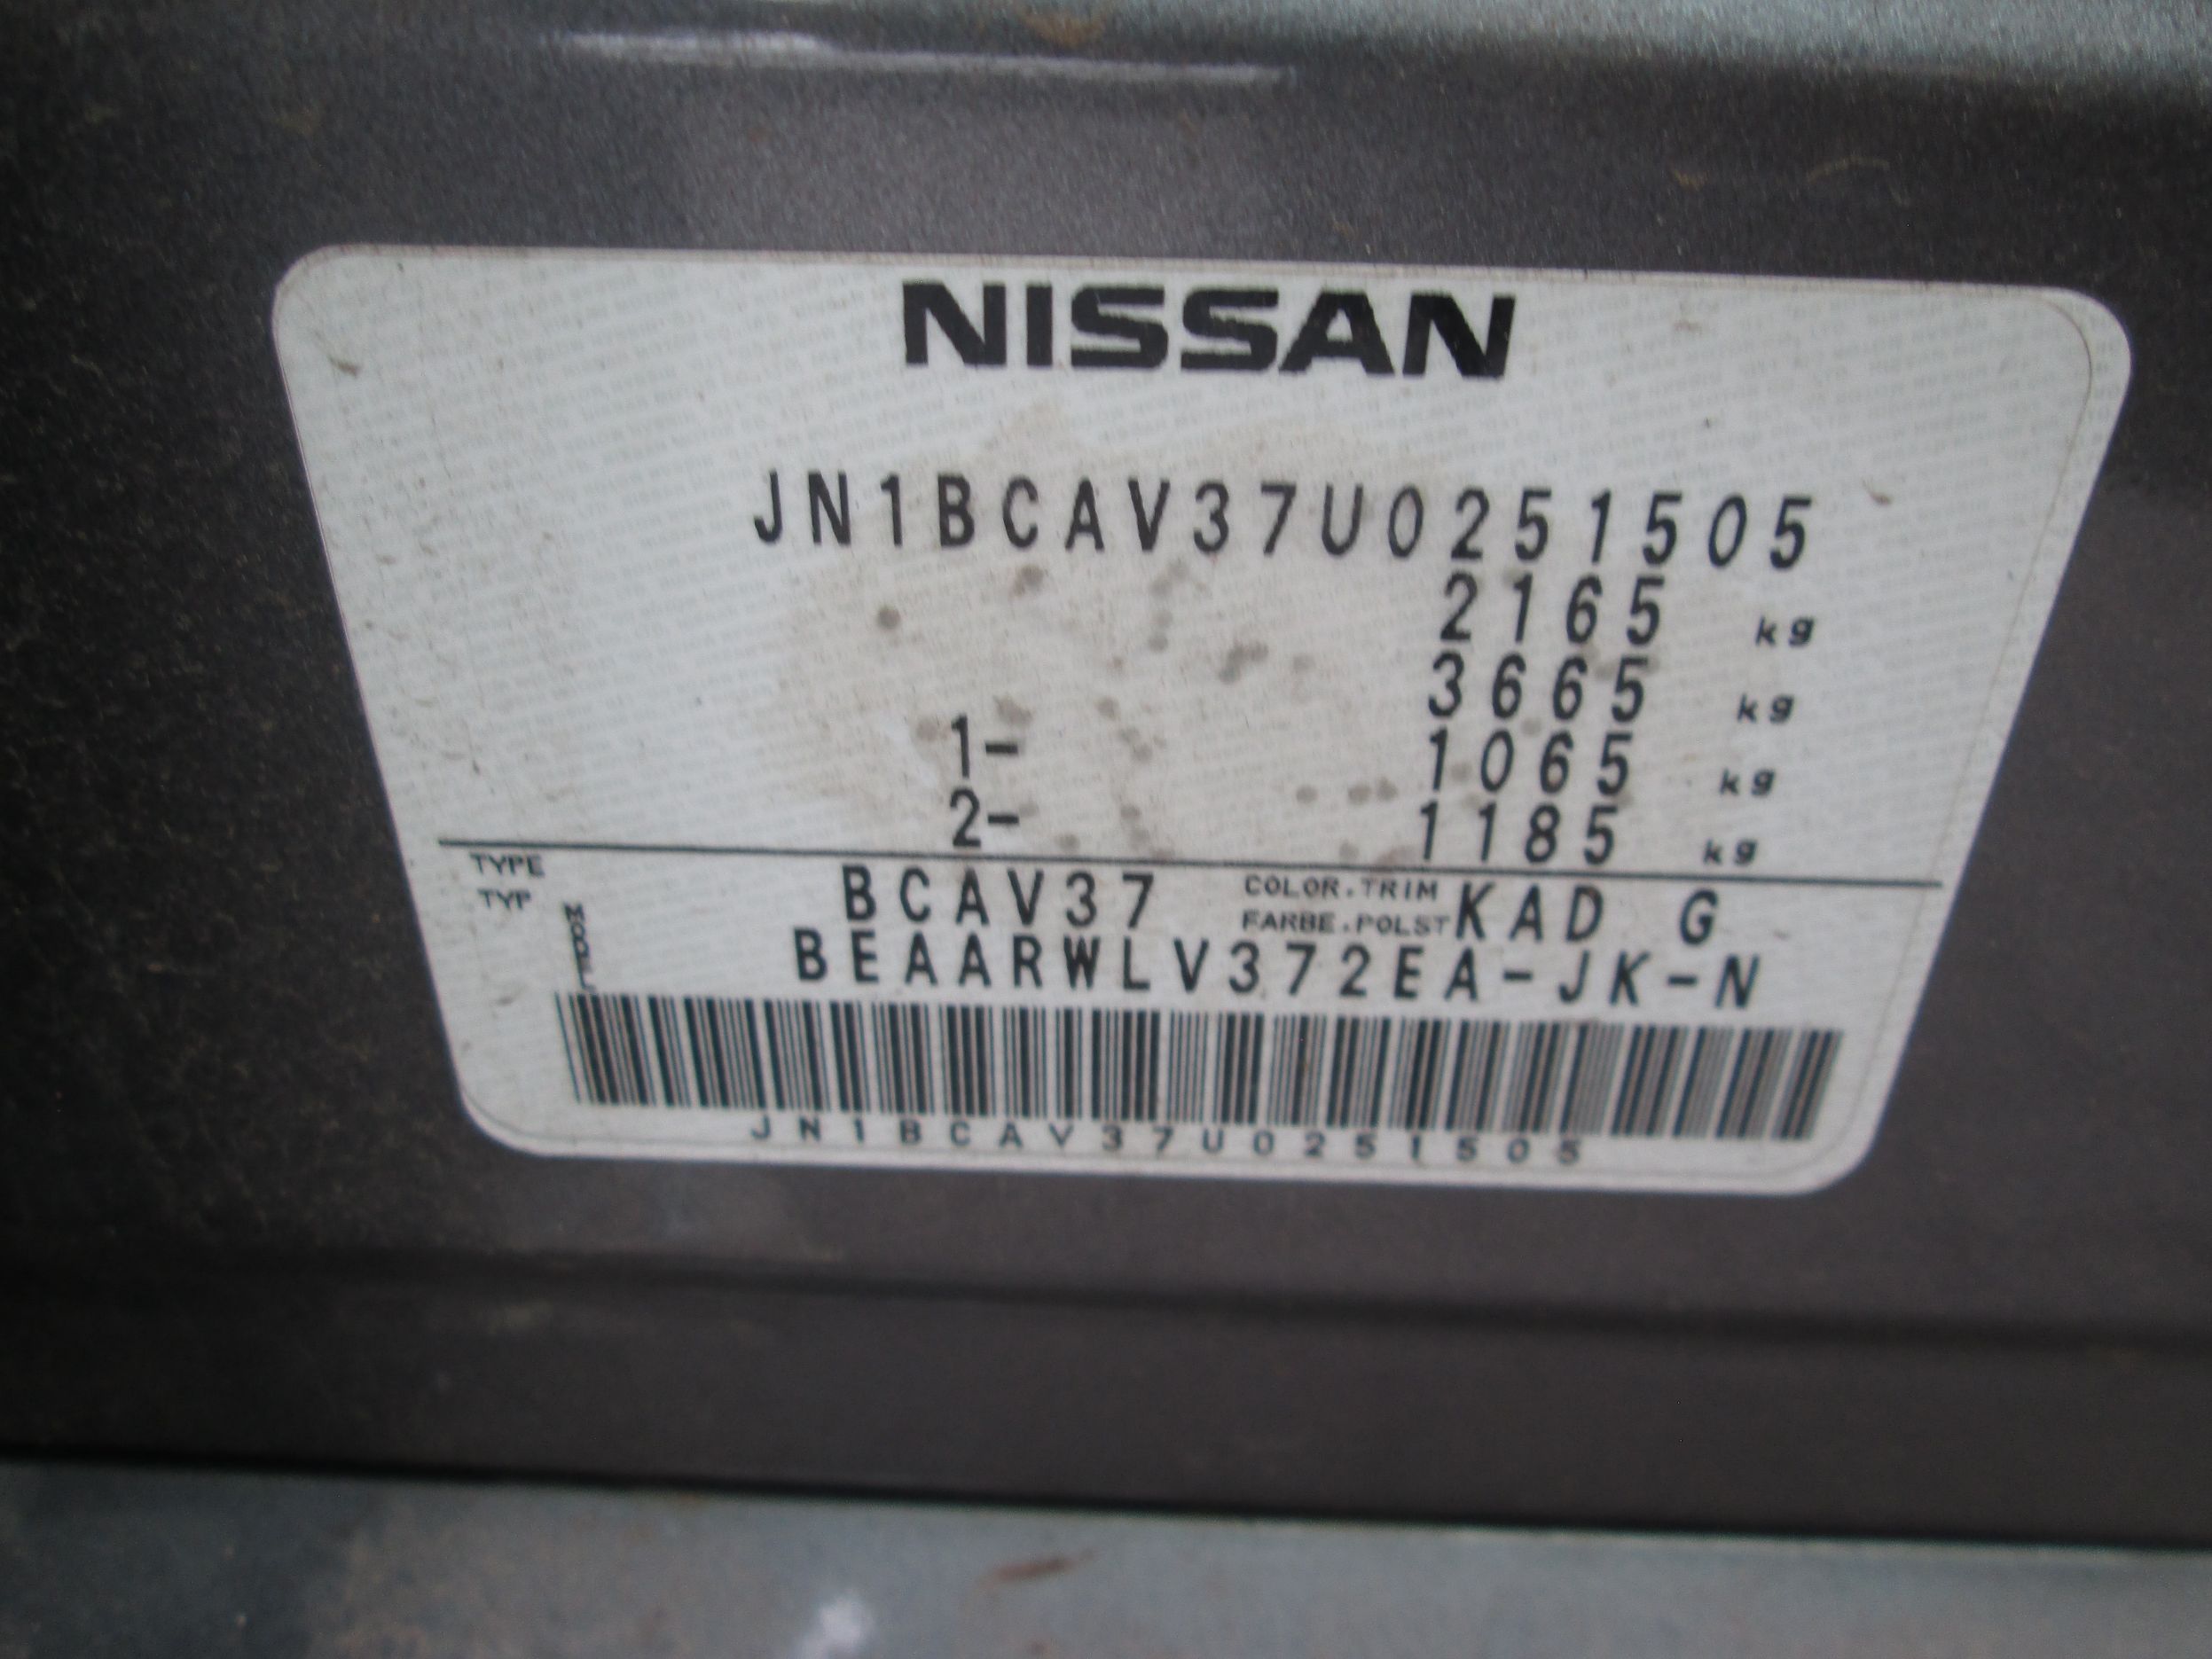 NISSAN
JN1BCAV37U0251505
2165 kg
3665 kg
1- 1065 kg
2- 1185 kg
TYPE BCAV37 COLOR.TRIM KAD G
TYP FARBE.POLST
MODEL BEAARWLV372EA-JK-N
JN1BCAV37U0251505